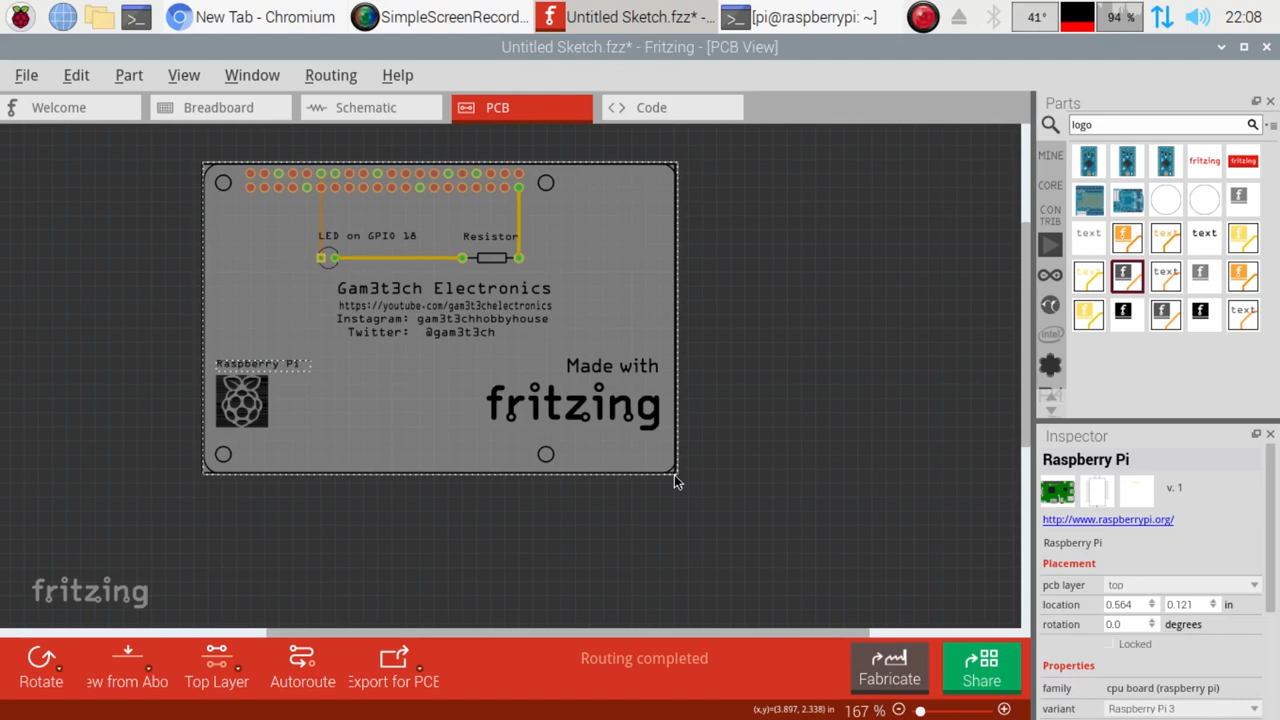 New Tab - Chromium
SimpleScreenRecord...
Untitled Sketch.fzz* -...
[pi@raspberrypi: ~]
41°
94 %
22:08
Untitled Sketch.fzz* - Fritzing - [PCB View]
File Edit Part View Window Routing Help
f Welcome
Breadboard
Schematic
PCB
<> Code
Parts
logo
MINE
CORE
CON
TRIB
intel
fritzing
fritzing
text
text
text
text
text
text
LED on GPIO 18
Resistor
Gam3t3ch Electronics
https://youtube.com/gam3t3chelectronics
Instagram: gam3t3chhobbyhouse
Twitter: @gam3t3ch
Raspberry Pi
Made with
fritzing
fritzing
Inspector
Raspberry Pi
v. 1
http://www.raspberrypi.org/
Raspberry Pi
Placement
pcb layer top
location 0.564 0.121 in
rotation 0.0 degrees
Locked
Properties
family cpu board (raspberry pi)
variant Raspberry Pi 3
Rotate
ew from Abo
Top Layer
Autoroute
Export for PCE
Routing completed
Fabricate
Share
(x,y)=(3.897, 2.338) in
167 %